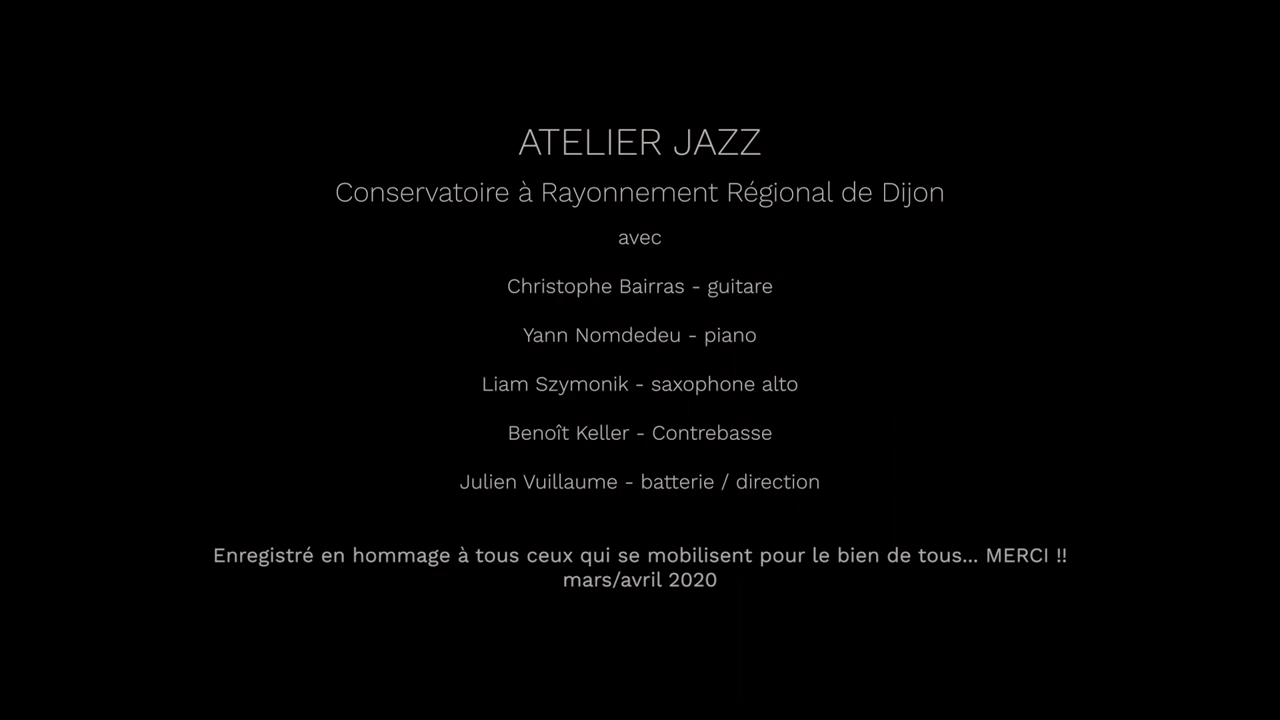 ATELIER JAZZ
Conservatoire à Rayonnement Régional de Dijon
avec
Christophe Bairras - guitare
Yann Nomdedeu - piano
Liam Szymonik - saxophone alto
Benoît Keller - Contrebasse
Julien Vuillaume - batterie / direction
Enregistré en hommage à tous ceux qui se mobilisent pour le bien de tous... MERCI !!
mars/avril 2020